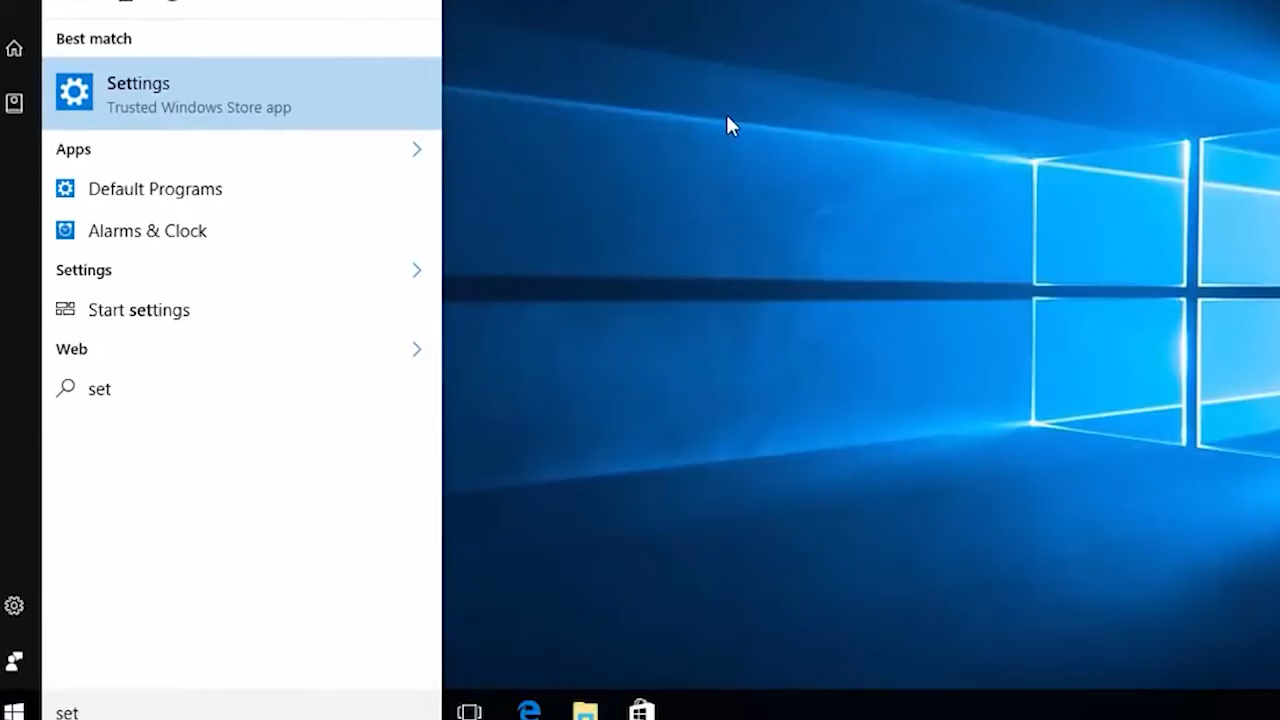 Best match
Settings
Trusted Windows Store app
Apps
Default Programs
Alarms & Clock
Settings
Start settings
Web
set
set